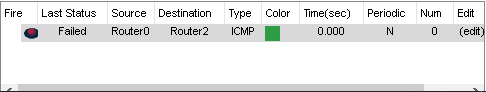 Fire Last Status Source Destination Type Color Time(sec) Periodic Num Edit
Failed Router0 Router2 ICMP 0.000 N 0 (edit)